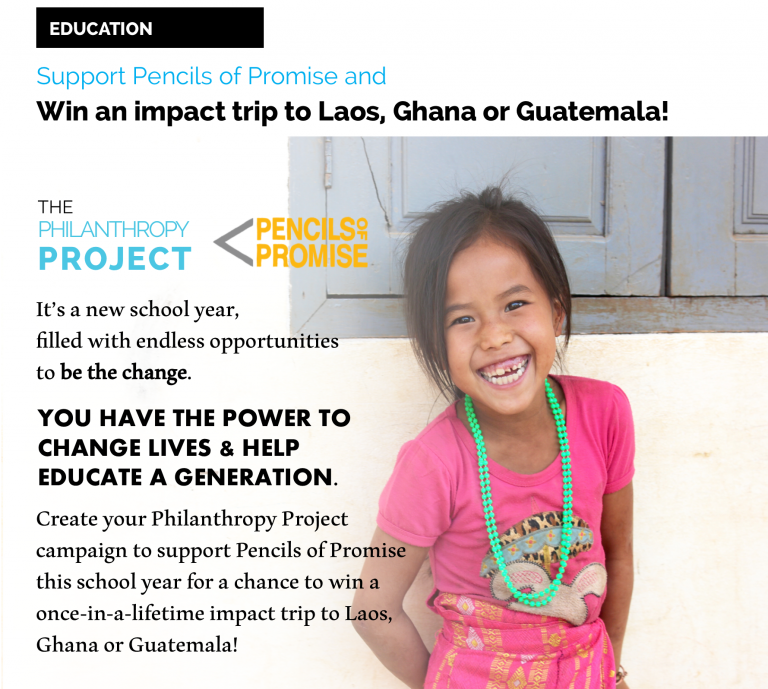 EDUCATION
Support Pencils of Promise and
Win an impact trip to Laos, Ghana or Guatemala!
THE
PHILANTHROPY
PROJECT
PENCILS OF
PROMISE
It’s a new school year,
filled with endless opportunities
to be the change.
YOU HAVE THE POWER TO
CHANGE LIVES & HELP
EDUCATE A GENERATION.
Create your Philanthropy Project
campaign to support Pencils of Promise
this school year for a chance to win a
once-in-a-lifetime impact trip to Laos,
Ghana or Guatemala!